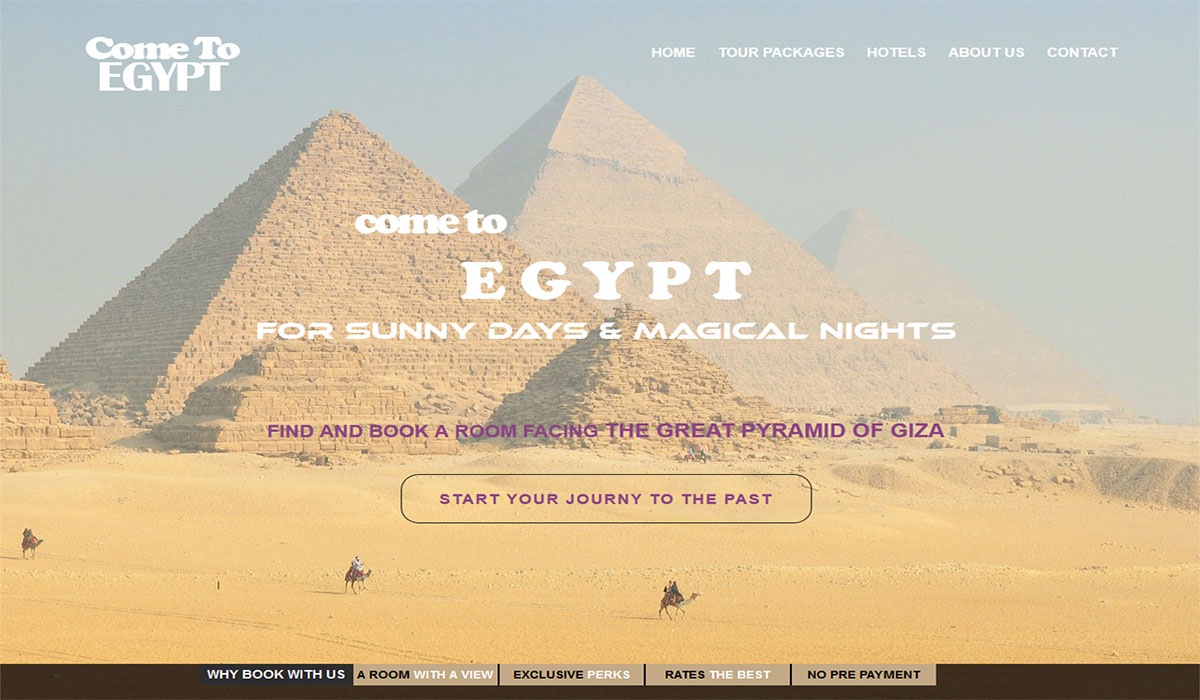 Come To
EGYPT
HOME TOUR PACKAGES HOTELS ABOUT US CONTACT
come to
EGYPT
FOR SUNNY DAYS & MAGICAL NIGHTS
FIND AND BOOK A ROOM FACING THE GREAT PYRAMID OF GIZA
START YOUR JOURNY TO THE PAST
WHY BOOK WITH US A ROOM WITH A VIEW EXCLUSIVE PERKS RATES THE BEST NO PRE PAYMENT